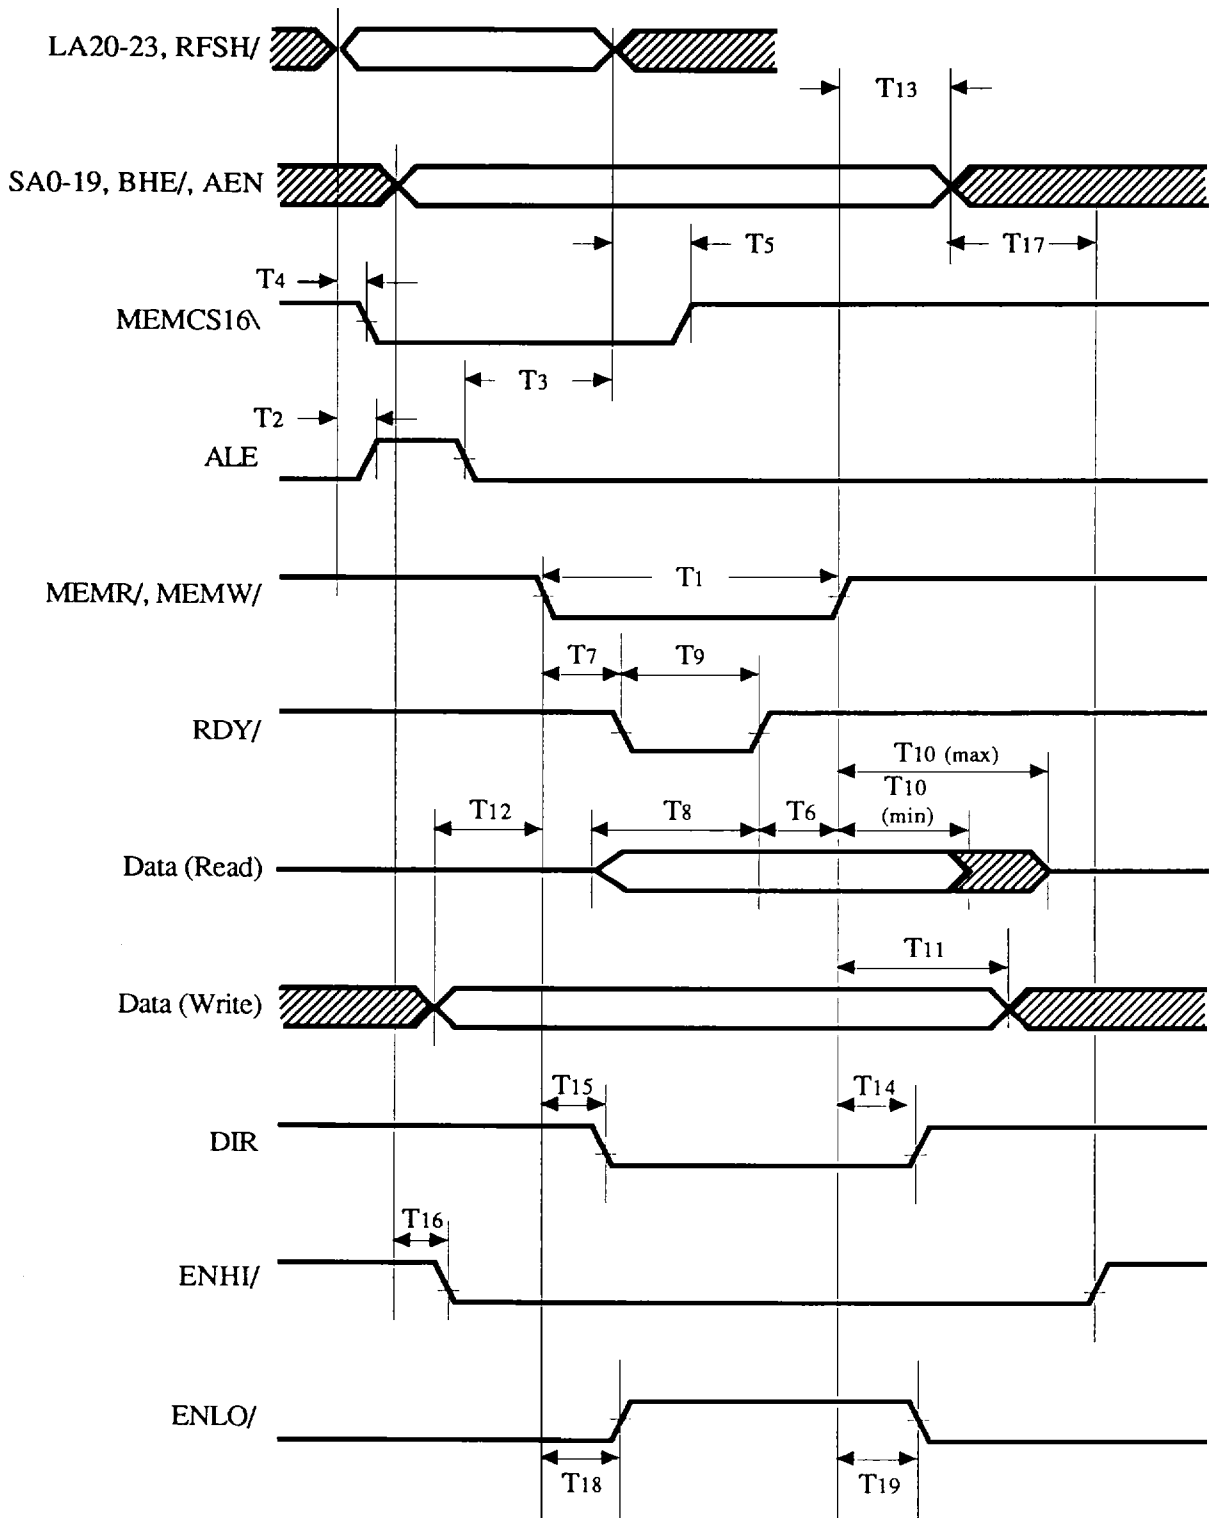 LA20-23, RFSH/
T13
SA0-19, BHE/, AEN
T5
T17
T4
MEMCS16\
T3
T2
ALE
T1
MEMR/, MEMW/
T7
T9
RDY/
T10 (max)
T10
(min)
T12
T8
T6
Data (Read)
T11
Data (Write)
T15
T14
DIR
T16
ENHI/
ENLO/
T18
T19